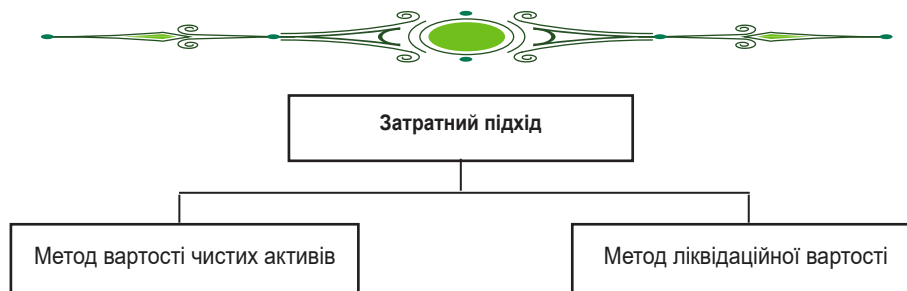 Затратний підхід
Метод вартості чистих активів
Метод ліквідаційної вартості